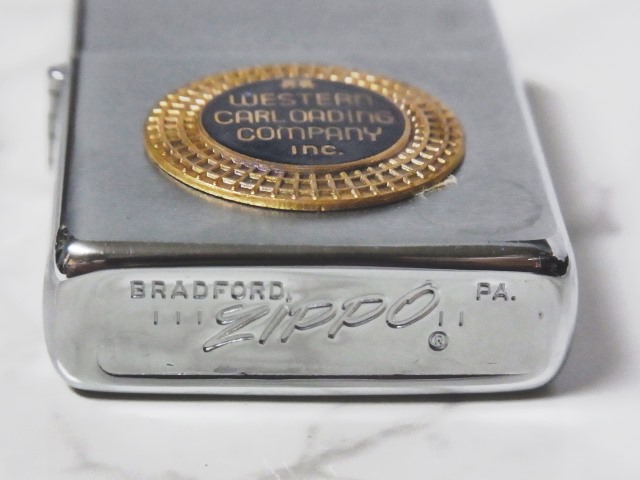 WESTERN
CARLOADING
COMPANY
INC.
BRADFORD, PA.
||| ZIPPO || ®